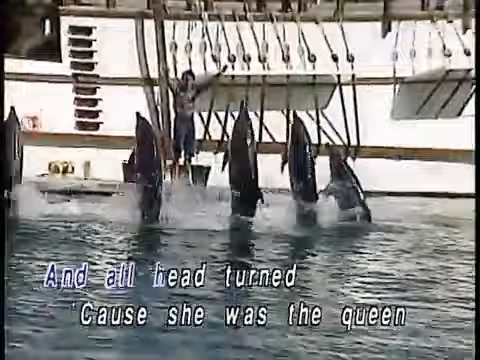 And all head turned
'Cause she was the queen